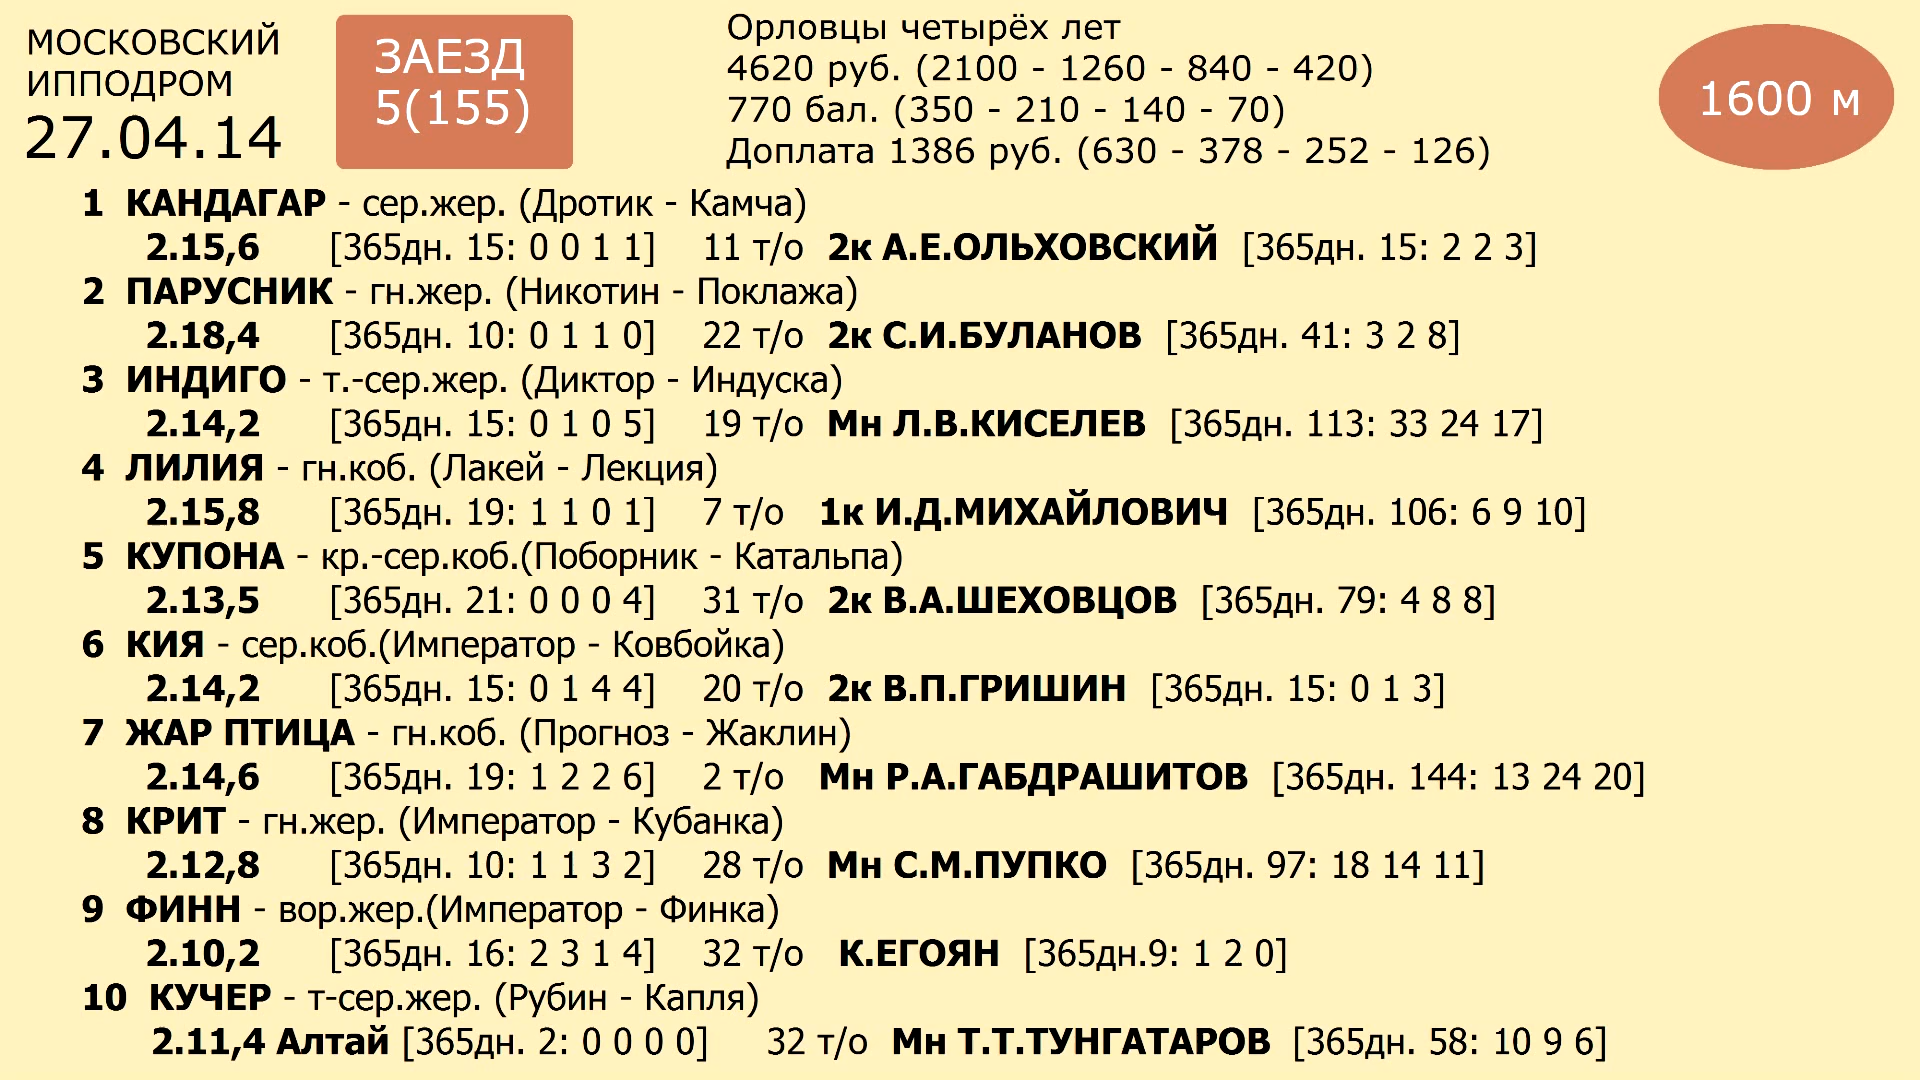 МОСКОВСКИЙ
ИППОДРОМ
27.04.14
ЗАЕЗД
5(155)
Орловцы четырёх лет
4620 руб. (2100 - 1260 - 840 - 420)
770 бал. (350 - 210 - 140 - 70)
Доплата 1386 руб. (630 - 378 - 252 - 126)
1600 м
1 КАНДАГАР - сер.жер. (Дротик - Камча)
2.15,6 [365дн. 15: 0 0 1 1] 11 т/о 2к А.Е.ОЛЬХОВСКИЙ [365дн. 15: 2 2 3]
2 ПАРУСНИК - гн.жер. (Никотин - Поклажа)
2.18,4 [365дн. 10: 0 1 1 0] 22 т/о 2к С.И.БУЛАНОВ [365дн. 41: 3 2 8]
3 ИНДИГО - т.-сер.жер. (Диктор - Индуска)
2.14,2 [365дн. 15: 0 1 0 5] 19 т/о Мн Л.В.КИСЕЛЕВ [365дн. 113: 33 24 17]
4 ЛИЛИЯ - гн.коб. (Лакей - Лекция)
2.15,8 [365дн. 19: 1 1 0 1] 7 т/о 1к И.Д.МИХАЙЛОВИЧ [365дн. 106: 6 9 10]
5 КУПОНА - кр.-сер.коб.(Поборник - Катальпа)
2.13,5 [365дн. 21: 0 0 0 4] 31 т/о 2к В.А.ШЕХОВЦОВ [365дн. 79: 4 8 8]
6 КИЯ - сер.коб.(Император - Ковбойка)
2.14,2 [365дн. 15: 0 1 4 4] 20 т/о 2к В.П.ГРИШИН [365дн. 15: 0 1 3]
7 ЖАР ПТИЦА - гн.коб. (Прогноз - Жаклин)
2.14,6 [365дн. 19: 1 2 2 6] 2 т/о Мн Р.А.ГАБДРАШИТОВ [365дн. 144: 13 24 20]
8 КРИТ - гн.жер. (Император - Кубанка)
2.12,8 [365дн. 10: 1 1 3 2] 28 т/о Мн С.М.ПУПКО [365дн. 97: 18 14 11]
9 ФИНН - вор.жер.(Император - Финка)
2.10,2 [365дн. 16: 2 3 1 4] 32 т/о К.ЕГОЯН [365дн.9: 1 2 0]
10 КУЧЕР - т-сер.жер. (Рубин - Капля)
2.11,4 Алтай [365дн. 2: 0 0 0 0] 32 т/о Мн Т.Т.ТУНГАТАРОВ [365дн. 58: 10 9 6]